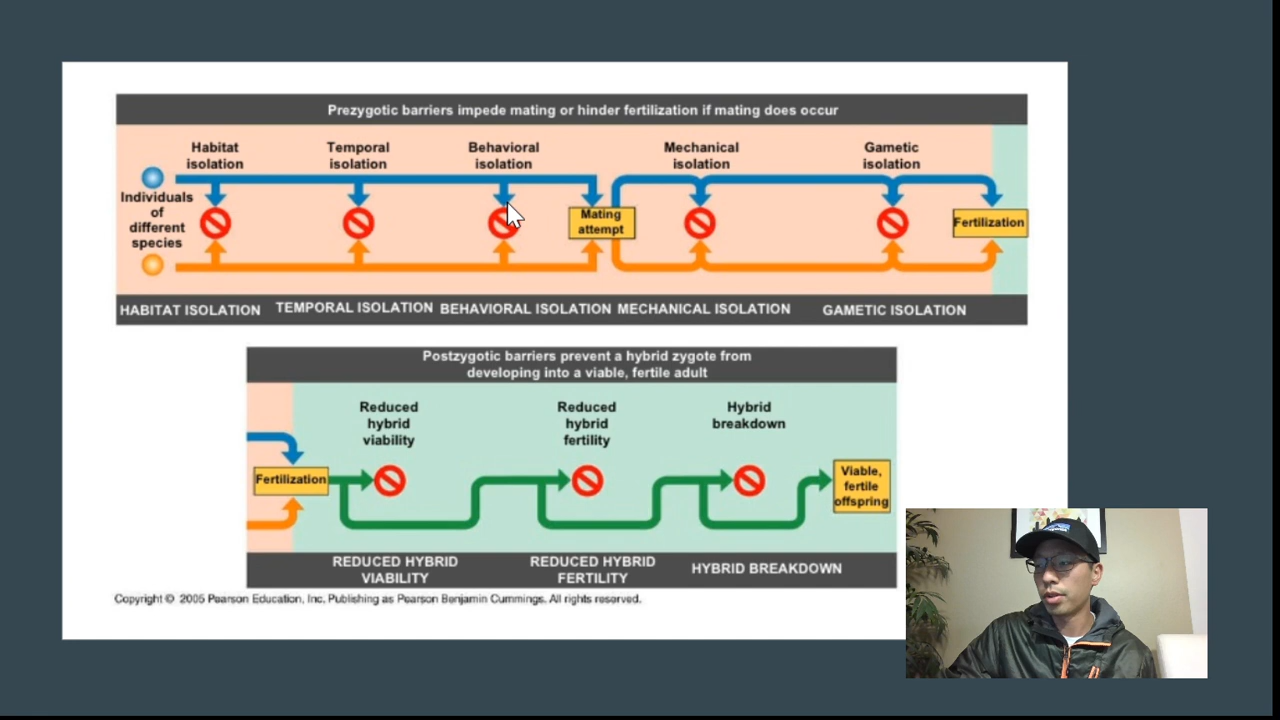 Prezygotic barriers impede mating or hinder fertilization if mating does occur
Habitat
isolation
Temporal
isolation
Behavioral
isolation
Mechanical
isolation
Gametic
isolation
Individuals
of
different
species
Mating
attempt
Fertilization
HABITAT ISOLATION
TEMPORAL ISOLATION
BEHAVIORAL ISOLATION
MECHANICAL ISOLATION
GAMETIC ISOLATION
Postzygotic barriers prevent a hybrid zygote from
developing into a viable, fertile adult
Reduced
hybrid
viability
Reduced
hybrid
fertility
Hybrid
breakdown
Fertilization
Viable,
fertile
offspring
REDUCED HYBRID
VIABILITY
REDUCED HYBRID
FERTILITY
HYBRID BREAKDOWN
Copyright © 2005 Pearson Education, Inc. Publishing as Pearson Benjamin Cummings. All rights reserved.